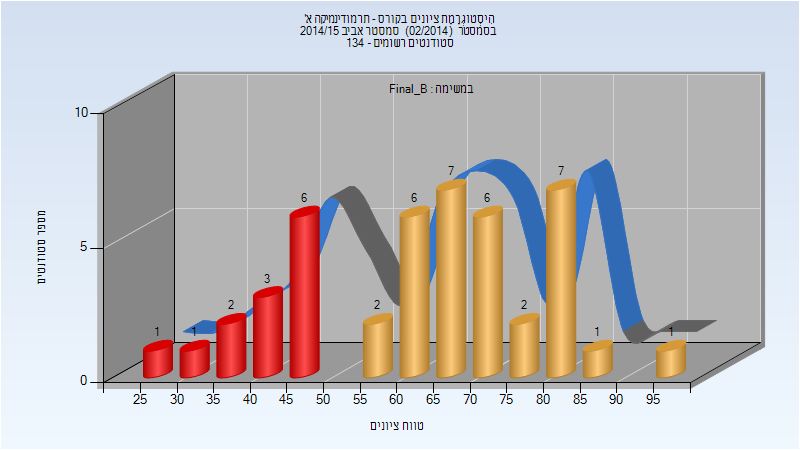 היסטוגרמת ציונים בקורס - תרמודינמיקה א'
בסמסטר (02/2014) סמסטר אביב 2014/15
סטודנטים רשומים - 134
במשימה : Final_B
מספר סטודנטים
10
5
0
1
1
2
3
6
2
6
7
6
2
7
1
1
25 30 35 40 45 50 55 60 65 70 75 80 85 90 95
טווח ציונים